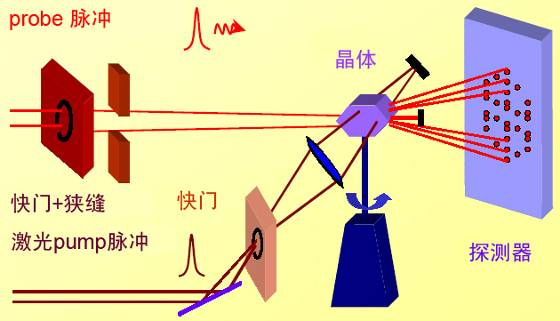 probe 脉冲
晶体
快门+狭缝
快门
激光pump脉冲
探测器